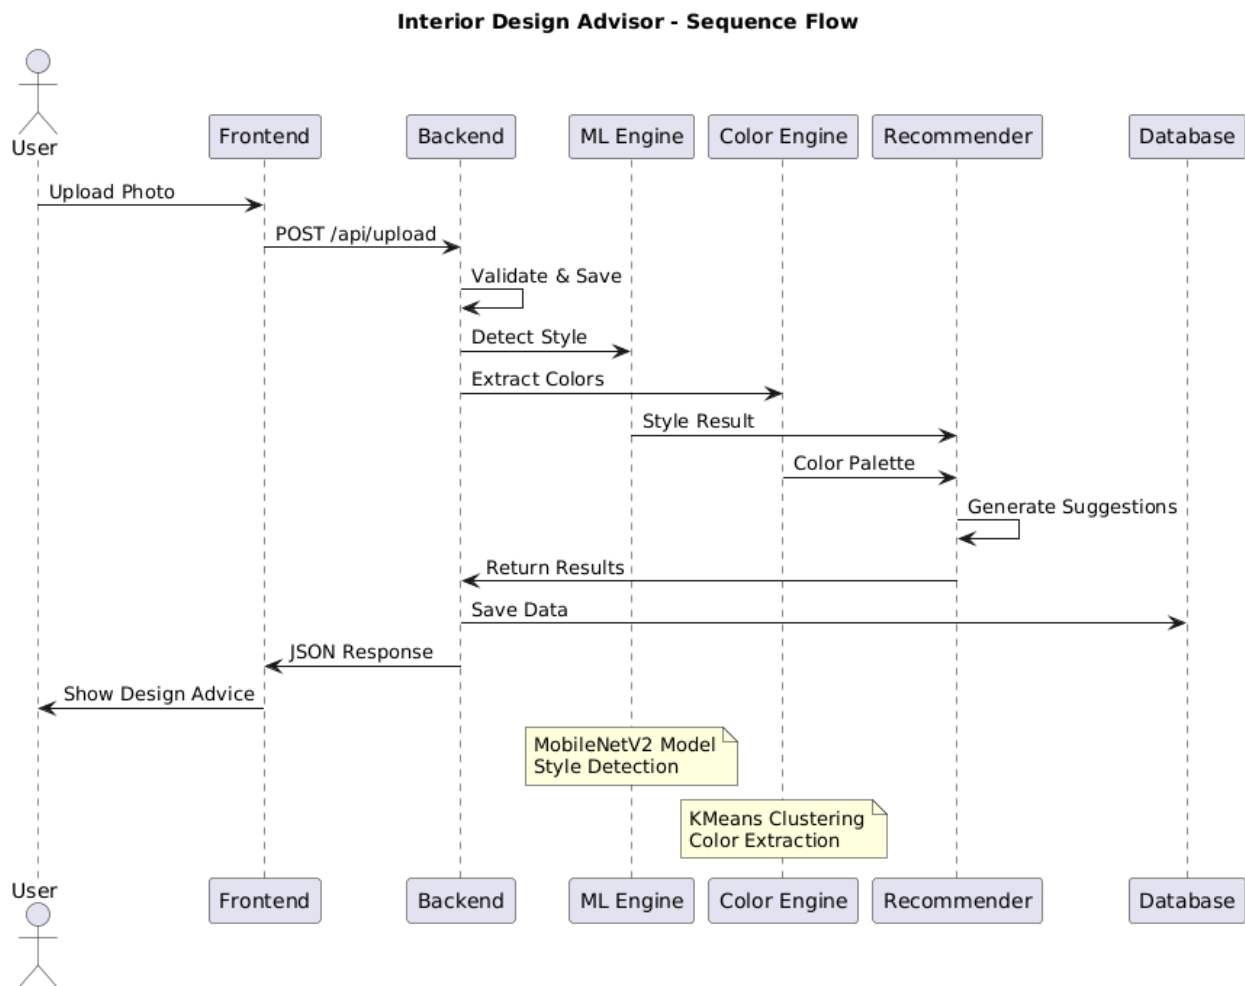 Interior Design Advisor - Sequence Flow
User
Frontend
Backend
ML Engine
Color Engine
Recommender
Database
Upload Photo
POST /api/upload
Validate & Save
Detect Style
Extract Colors
Style Result
Color Palette
Generate Suggestions
Return Results
Save Data
JSON Response
Show Design Advice
MobileNetV2 Model
Style Detection
KMeans Clustering
Color Extraction
User
Frontend
Backend
ML Engine
Color Engine
Recommender
Database